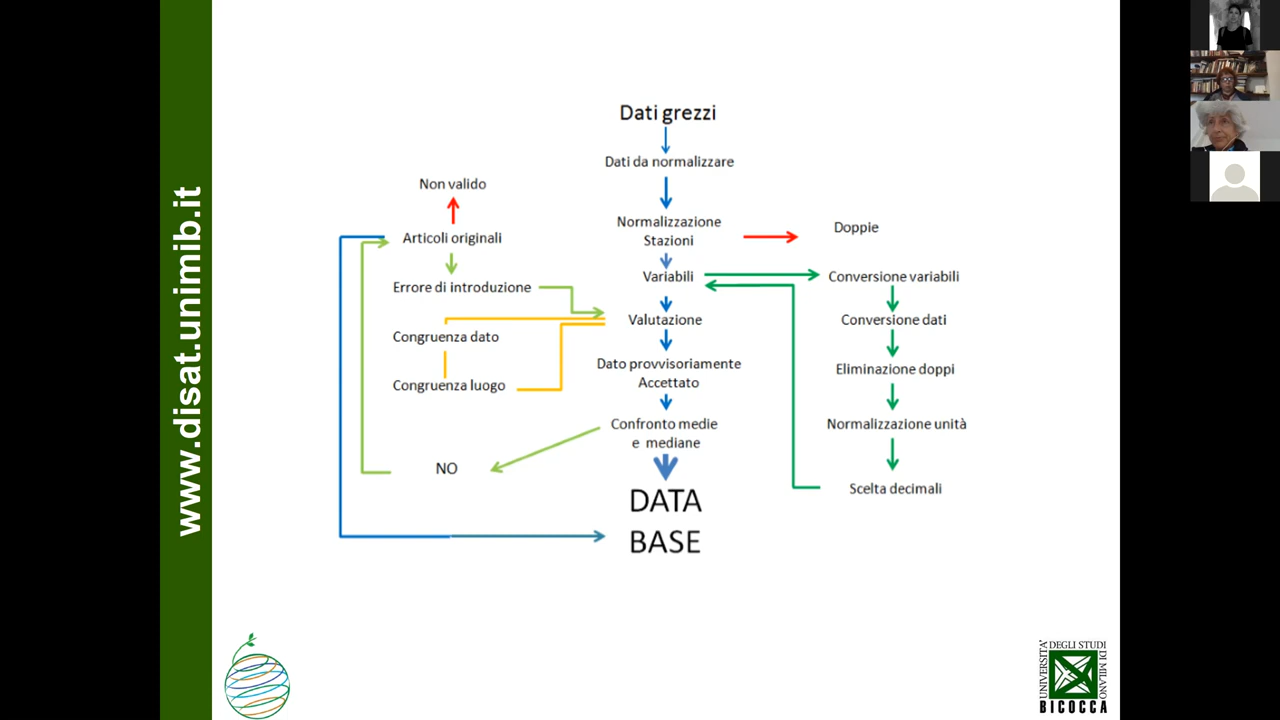 www.disat.unimib.it
Dati grezzi
Dati da normalizzare
Non valido
Normalizzazione
Stazioni
Doppie
Articoli originali
Variabili
Conversione variabili
Errore di introduzione
Valutazione
Conversione dati
Congruenza dato
Dato provvisoriamente
Accettato
Eliminazione doppi
Congruenza luogo
Confronto medie
e mediane
Normalizzazione unità
NO
Scelta decimali
DATA
BASE
UNIVERSITÀ
DEGLI STUDI
DI MILANO
BICOCCA